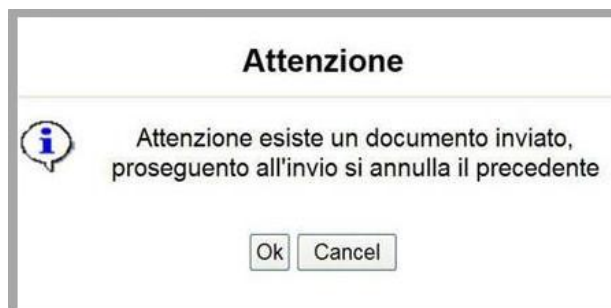 Attenzione
Attenzione esiste un documento inviato,
proseguento all'invio si annulla il precedente
Ok Cancel